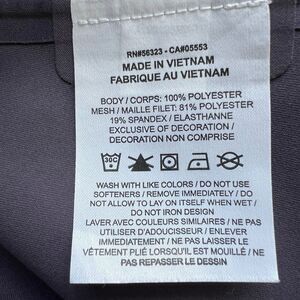 RN#56323 - CA#05553
MADE IN VIETNAM
FABRIQUE AU VIETNAM
BODY / CORPS: 100% POLYESTER
MESH / MAILLE FILET: 81% POLYESTER
19% SPANDEX / ELASTHANNE
EXCLUSIVE OF DECORATION /
DECORATION NON COMPRISE
30C
WASH WITH LIKE COLORS / DO NOT USE
SOFTENERS / REMOVE IMMEDIATELY / DO
NOT ALLOW TO LAY ON ITSELF WHEN WET /
DO NOT IRON DESIGN
LAVER AVEC COULEURS SIMILAIRES / NE PAS
UTILISER D'ADOUCISSEUR / ENLEVER
IMMEDIATEMENT / NE PAS LAISSER LE
VÊTEMENT PLIÉ LORSQU'IL EST MOUILLÉ / NE
PAS REPASSER LE DESSIN